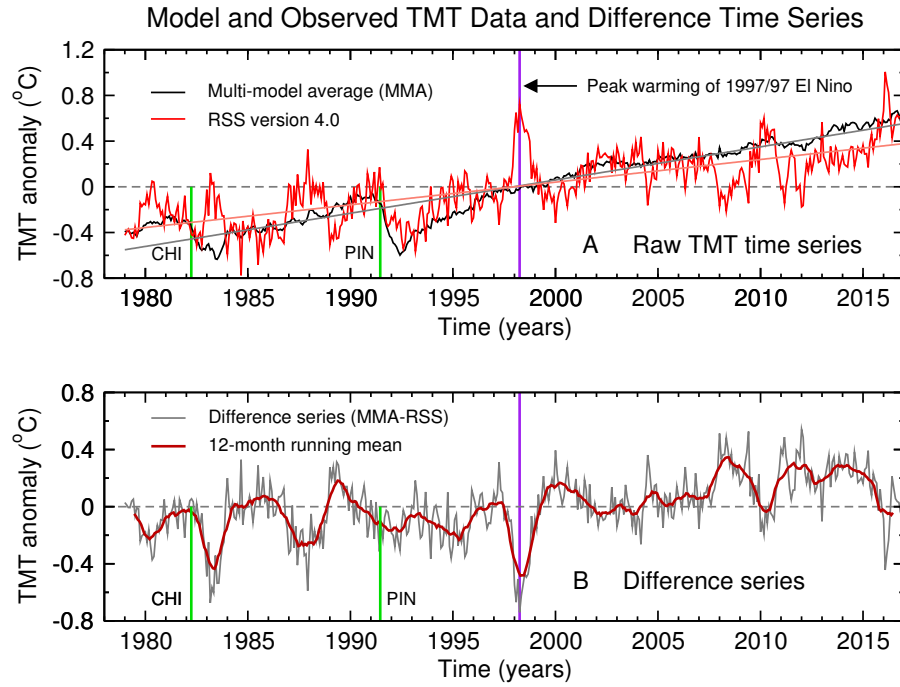 Model and Observed TMT Data and Difference Time Series
TMT anomaly (°C)
1.2
0.8
0.4
0
-0.4
-0.8
Multi-model average (MMA)
RSS version 4.0
Peak warming of 1997/97 El Nino
CHI
PIN
A Raw TMT time series
1980 1985 1990 1995 2000 2005 2010 2015
Time (years)
TMT anomaly (°C)
0.8
0.4
0
-0.4
-0.8
Difference series (MMA-RSS)
12-month running mean
CHI
PIN
B Difference series
1980 1985 1990 1995 2000 2005 2010 2015
Time (years)